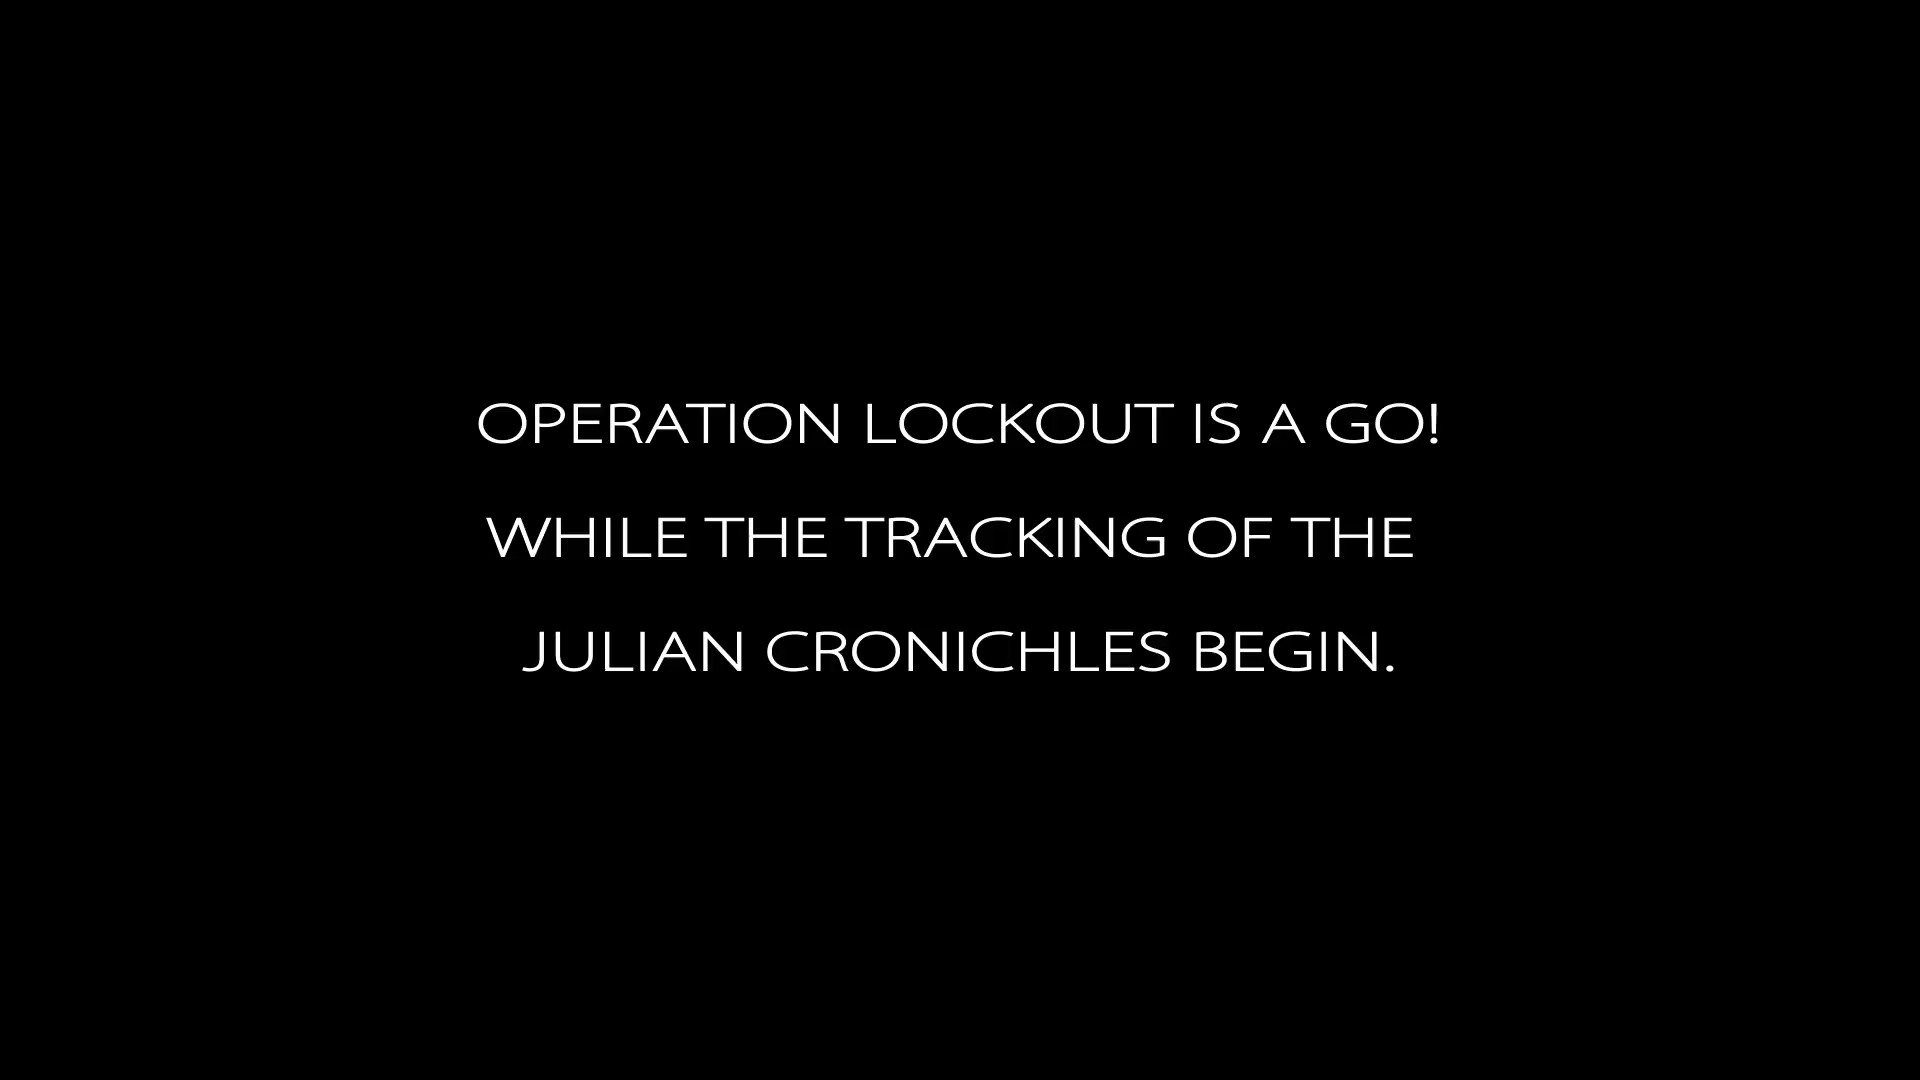 OPERATION LOCKOUT IS A GO!
WHILE THE TRACKING OF THE
JULIAN CRONICHLES BEGIN.